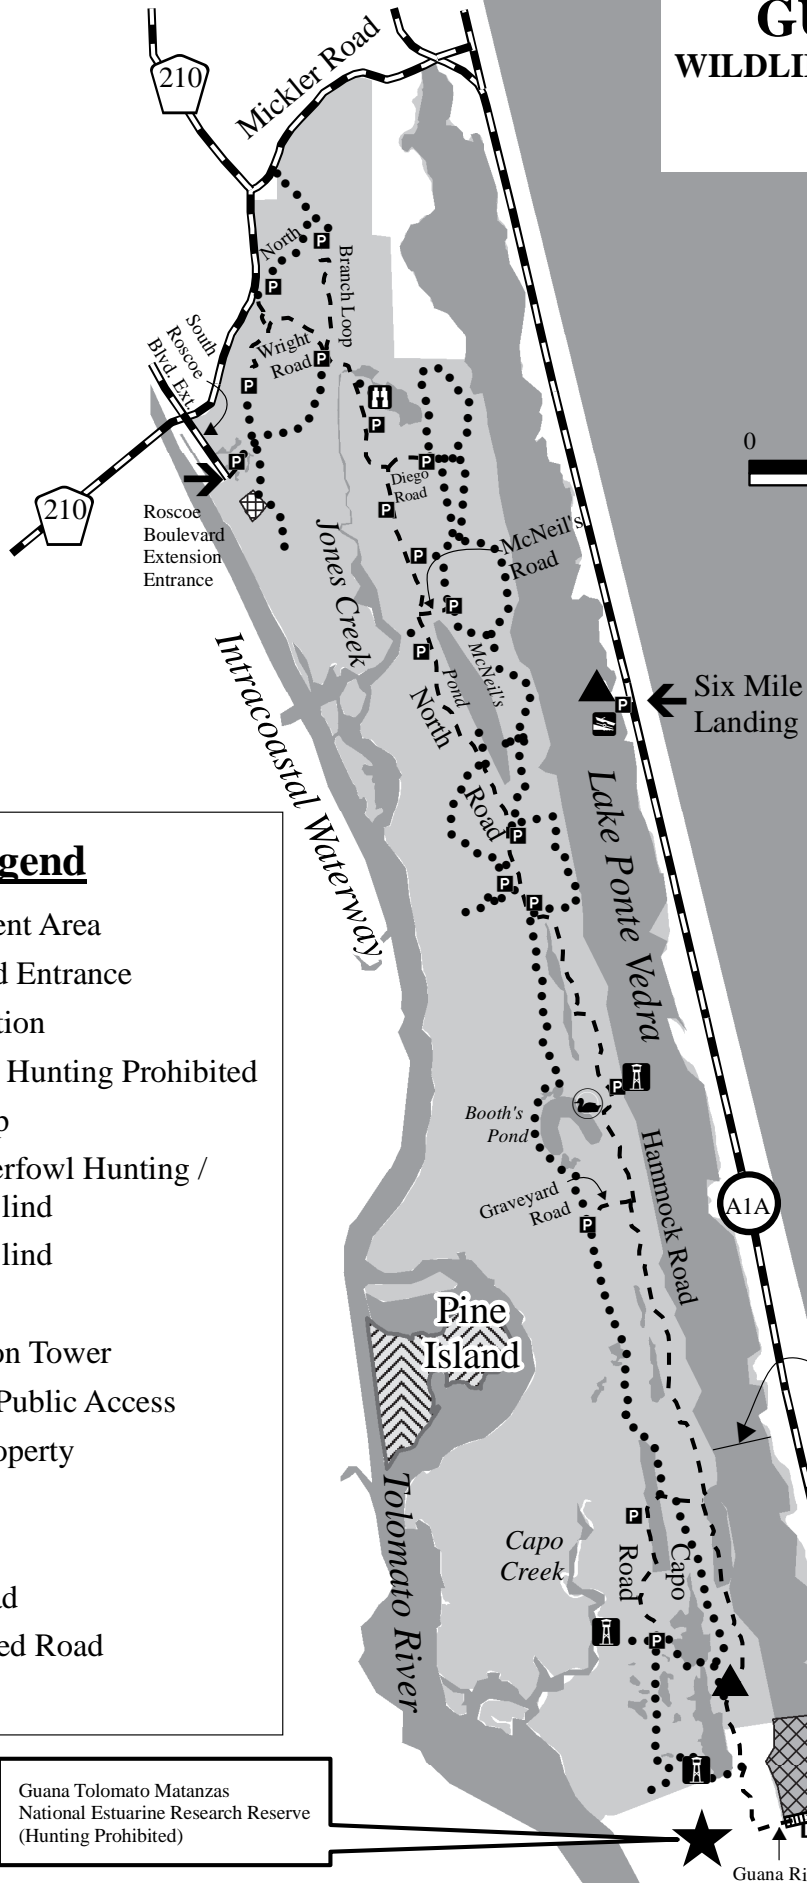 GU
WILDLI
210
Mickler Road
North
Branch Loop
South
Roscoe
Blvd. Ext.
Wright
Road
P
P
P
P
P
P
0
Diego
Road
P
P
210
Roscoe
Boulevard
Extension
Entrance
Jones Creek
McNeil's
Road
P
P
P
Intracoastal Waterway
McNeil's
Pond
North
Road
Six Mile
Landing
P
Lake Ponte Vedra
P
P
P
gend
ent Area
d Entrance
tion
Hunting Prohibited
p
erfowl Hunting /
lind
lind
on Tower
Public Access
operty
ad
ed Road
P
Booth's
Pond
Hammock Road
Graveyard
Road
P
A1A
Pine
Island
Tolomato River
P
Capo
Creek
Capo
Road
P
Guana Tolomato Matanzas
National Estuarine Research Reserve
(Hunting Prohibited)
Guana Ri